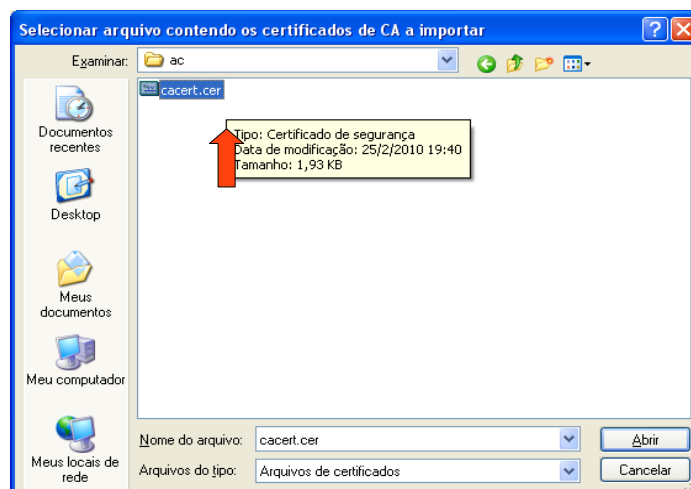 Selecionar arquivo contendo os certificados de CA a importar
Examinar:
ac
cacert.cer
Tipo: Certificado de segurança
Data de modificação: 25/2/2010 19:40
Tamanho: 1,93 KB
Documentos
recentes
Desktop
Meus
documentos
Meu computador
Meus locais de
rede
Nome do arquivo:
cacert.cer
Abrir
Arquivos do tipo:
Arquivos de certificados
Cancelar